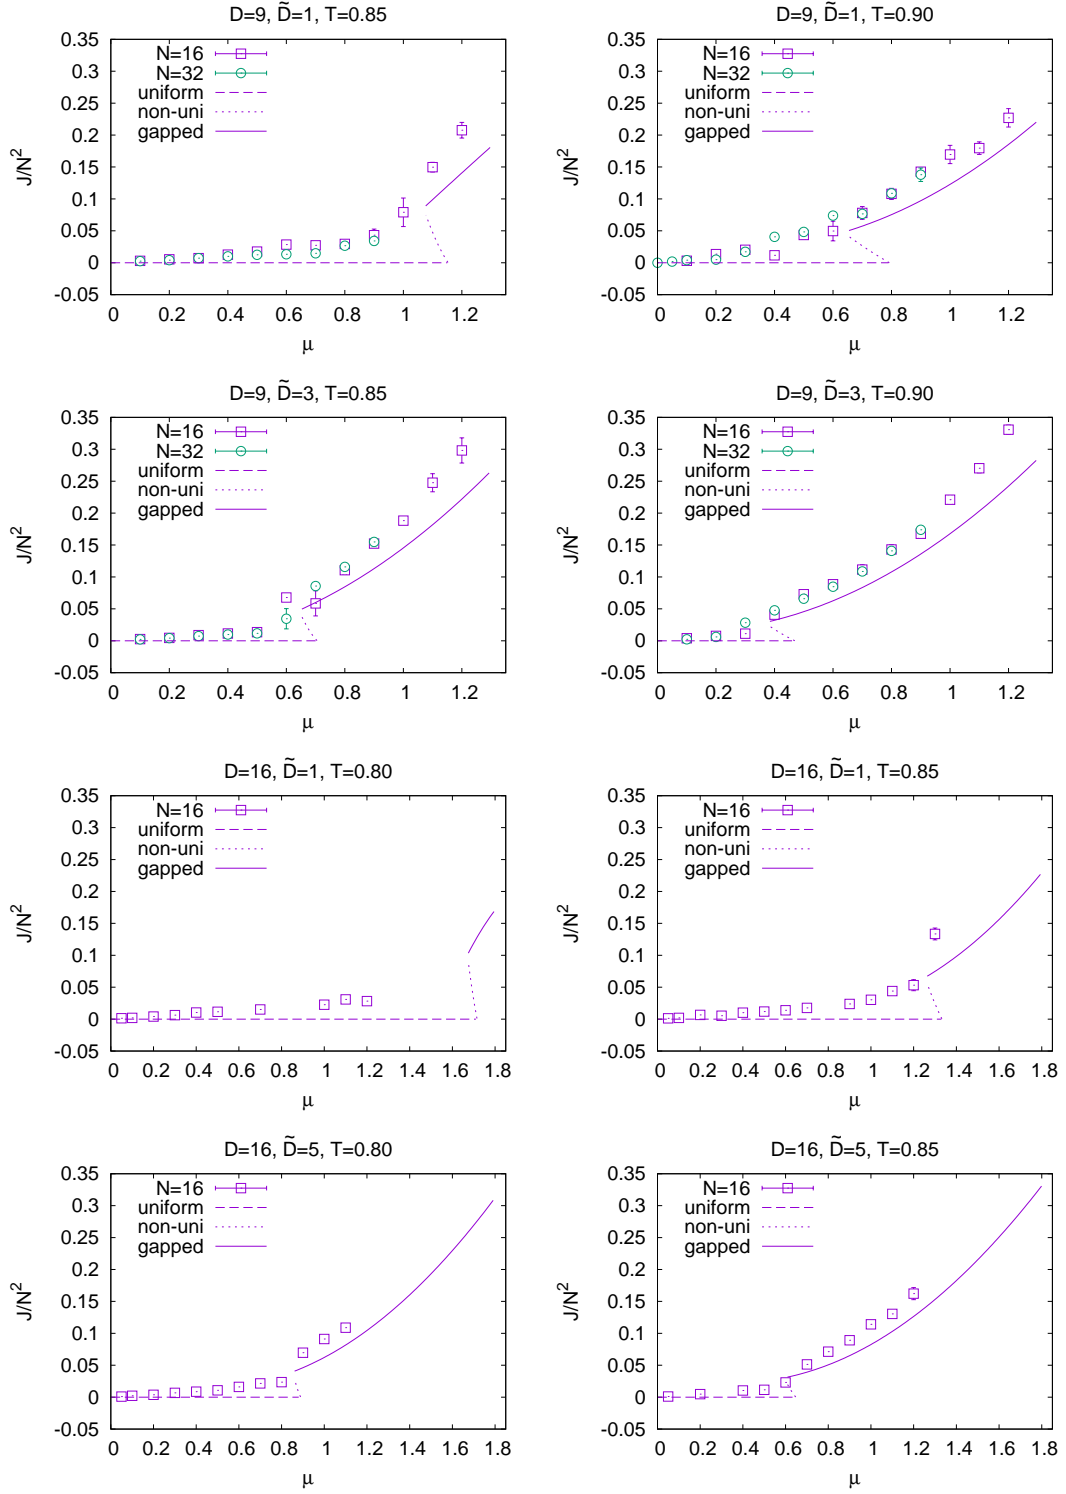 D=9, D̃=1, T=0.85
0.35
0.3
0.25
0.2
0.15
0.1
0.05
0
-0.05
J/N²
N=16
N=32
uniform
non-uni
gapped
0 0.2 0.4 0.6 0.8 1 1.2
μ
D=9, D̃=1, T=0.90
0.35
0.3
0.25
0.2
0.15
0.1
0.05
0
-0.05
J/N²
N=16
N=32
uniform
non-uni
gapped
0 0.2 0.4 0.6 0.8 1 1.2
μ
D=9, D̃=3, T=0.85
0.35
0.3
0.25
0.2
0.15
0.1
0.05
0
-0.05
J/N²
N=16
N=32
uniform
non-uni
gapped
0 0.2 0.4 0.6 0.8 1 1.2
μ
D=9, D̃=3, T=0.90
0.35
0.3
0.25
0.2
0.15
0.1
0.05
0
-0.05
J/N²
N=16
N=32
uniform
non-uni
gapped
0 0.2 0.4 0.6 0.8 1 1.2
μ
D=16, D̃=1, T=0.80
0.35
0.3
0.25
0.2
0.15
0.1
0.05
0
-0.05
J/N²
N=16
uniform
non-uni
gapped
0 0.2 0.4 0.6 0.8 1 1.2 1.4 1.6 1.8
μ
D=16, D̃=1, T=0.85
0.35
0.3
0.25
0.2
0.15
0.1
0.05
0
-0.05
J/N²
N=16
uniform
non-uni
gapped
0 0.2 0.4 0.6 0.8 1 1.2 1.4 1.6 1.8
μ
D=16, D̃=5, T=0.80
0.35
0.3
0.25
0.2
0.15
0.1
0.05
0
-0.05
J/N²
N=16
uniform
non-uni
gapped
0 0.2 0.4 0.6 0.8 1 1.2 1.4 1.6 1.8
μ
D=16, D̃=5, T=0.85
0.35
0.3
0.25
0.2
0.15
0.1
0.05
0
-0.05
J/N²
N=16
uniform
non-uni
gapped
0 0.2 0.4 0.6 0.8 1 1.2 1.4 1.6 1.8
μ